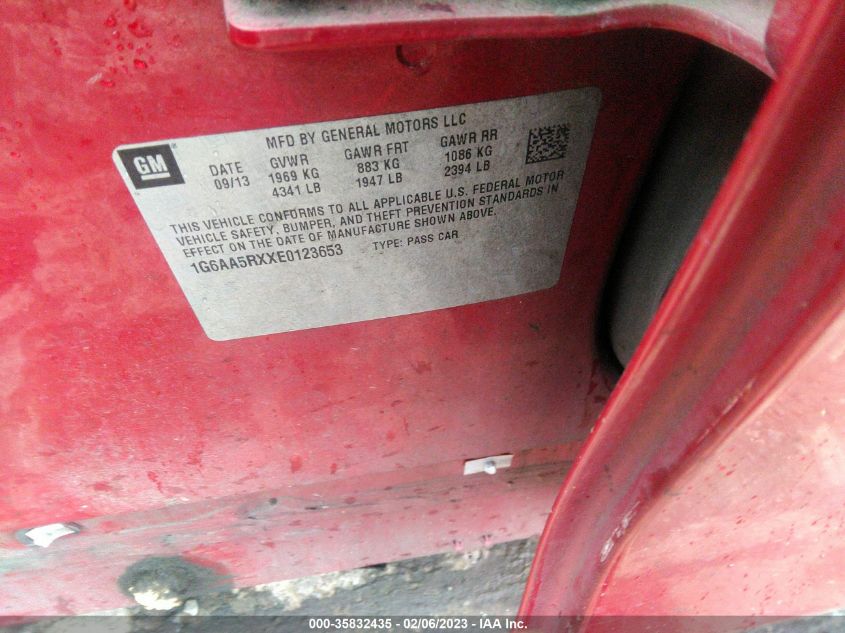 MFD BY GENERAL MOTORS LLC
GM
DATE GVWR GAWR FRT GAWR RR
09/13 1969 KG 883 KG 1086 KG
4341 LB 1947 LB 2394 LB
THIS VEHICLE CONFORMS TO ALL APPLICABLE U.S. FEDERAL MOTOR
VEHICLE SAFETY, BUMPER, AND THEFT PREVENTION STANDARDS IN
EFFECT ON THE DATE OF MANUFACTURE SHOWN ABOVE.
1G6AA5RXXE0123653 TYPE: PASS CAR
000-35832435 - 02/06/2023 - IAA Inc.